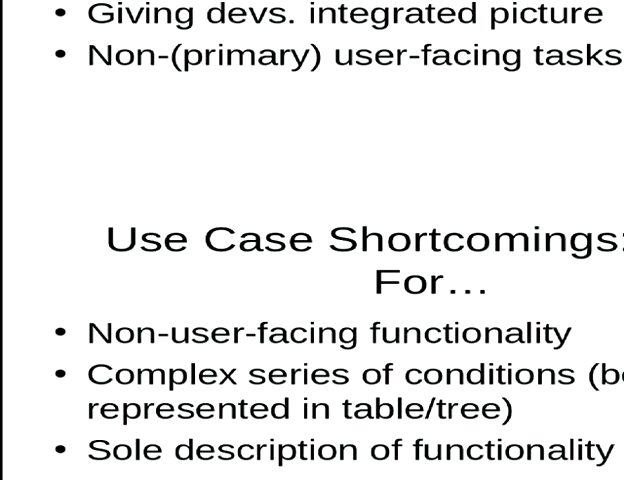 • Giving devs. integrated picture
• Non-(primary) user-facing tasks
Use Case Shortcomings:
For…
• Non-user-facing functionality
• Complex series of conditions
represented in table/tree)
• Sole description of functionality